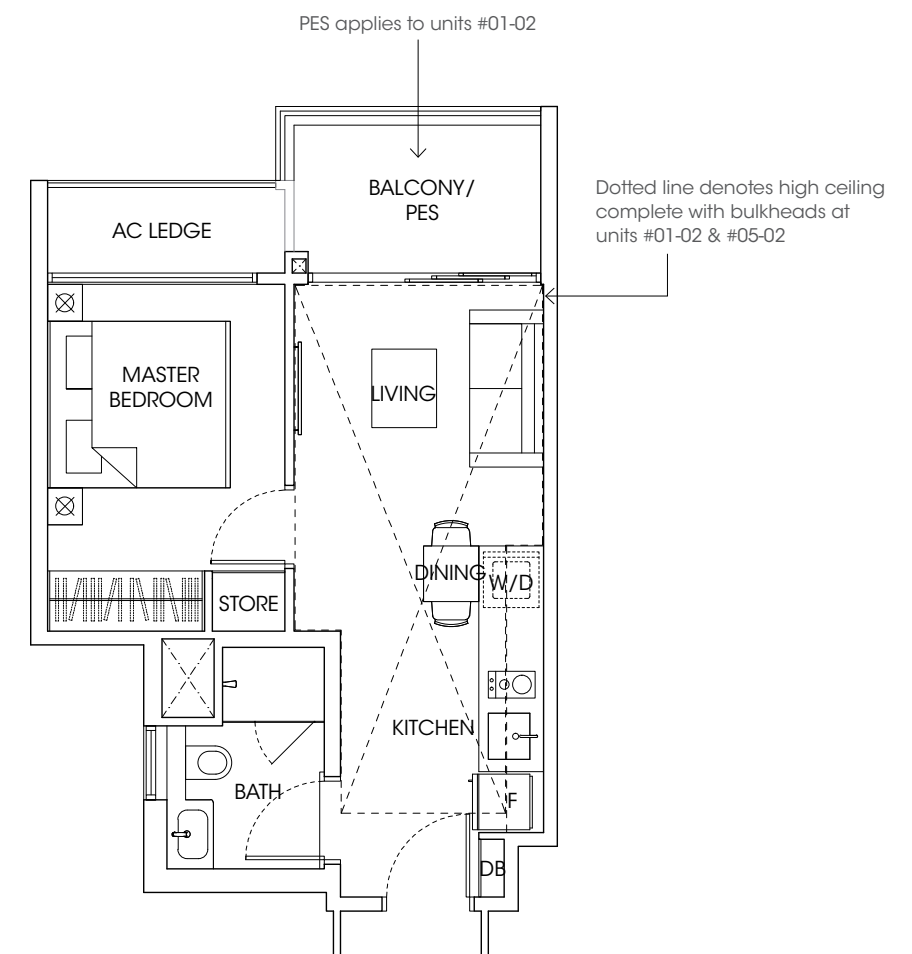 PES applies to units #01-02
BALCONY/
PES
Dotted line denotes high ceiling
complete with bulkheads at
units #01-02 & #05-02
AC LEDGE
MASTER
BEDROOM
LIVING
DINING
W/D
STORE
KITCHEN
BATH
F
DB